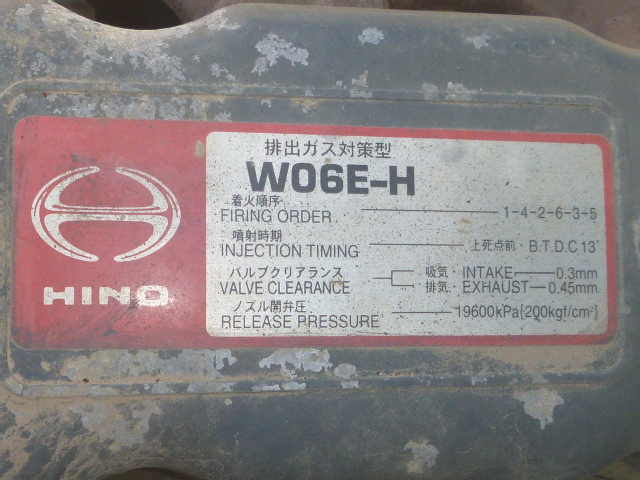 排出ガス対策型
W06E-H
着火順序
FIRING ORDER 1-4-2-6-3-5
噴射時期
INJECTION TIMING 上死点前・B.T.D.C 13°
バルブクリアランス 吸気・INTAKE 0.3mm
VALVE CLEARANCE 排気・EXHAUST 0.45mm
ノズル開弁圧
RELEASE PRESSURE 19600kPa{200kgf/cm²}
HINO